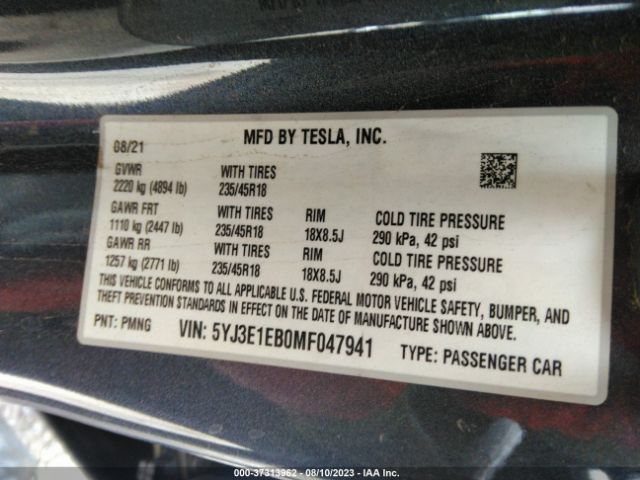 MFD BY TESLA, INC.
08/21
GVWR WITH TIRES
2220 kg (4894 lb) 235/45R18
GAWR FRT WITH TIRES RIM COLD TIRE PRESSURE
1110 kg (2447 lb) 235/45R18 18X8.5J 290 kPa, 42 psi
GAWR RR WITH TIRES RIM COLD TIRE PRESSURE
1257 kg (2771 lb) 235/45R18 18X8.5J 290 kPa, 42 psi
THIS VEHICLE CONFORMS TO ALL APPLICABLE U.S. FEDERAL MOTOR VEHICLE SAFETY, BUMPER, AND
THEFT PREVENTION STANDARDS IN EFFECT ON THE DATE OF MANUFACTURE SHOWN ABOVE.
PNT: PMNG VIN: 5YJ3E1EB0MF047941 TYPE: PASSENGER CAR
000-37313962 - 08/10/2023 - IAA Inc.